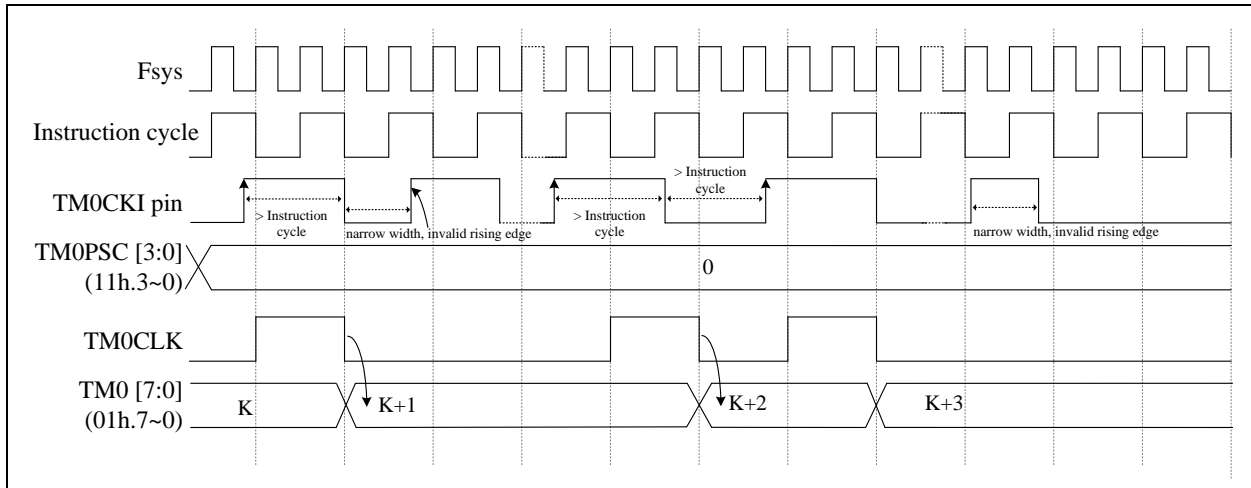 Fsys
Instruction cycle
> Instruction
cycle
TM0CKI pin
> Instruction
cycle
narrow width, invalid rising edge
> Instruction
cycle
narrow width, invalid rising edge
TM0PSC [3:0]
(11h.3~0)
0
TM0CLK
TM0 [7:0]
(01h.7~0)
K
K+1
K+2
K+3